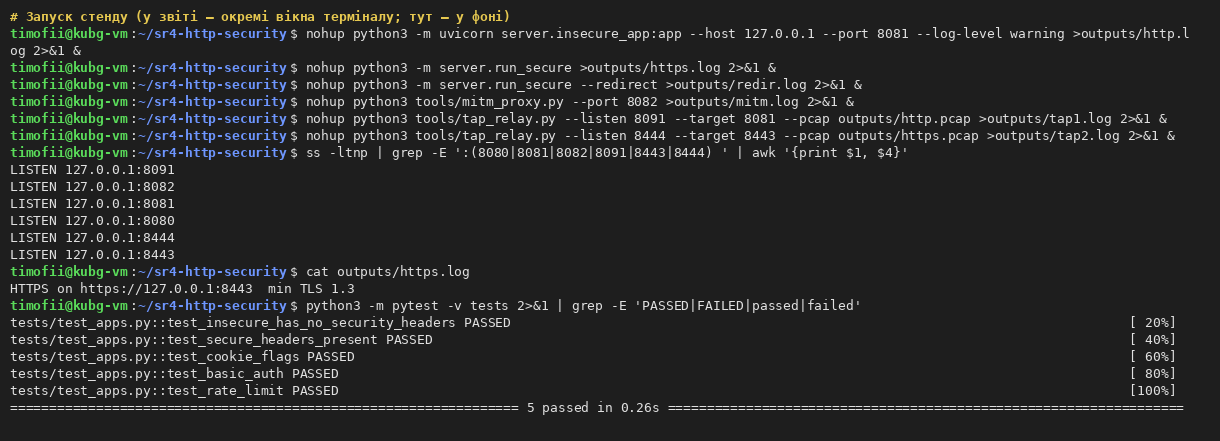 # Запуск стенду (у звіті — окремі вікна терміналу; тут — у фоні)
timofii@kubg-vm:~/sr4-http-security$ nohup python3 -m uvicorn server.insecure_app:app --host 127.0.0.1 --port 8081 --log-level warning >outputs/http.l
og 2>&1 &
timofii@kubg-vm:~/sr4-http-security$ nohup python3 -m server.run_secure >outputs/https.log 2>&1 &
timofii@kubg-vm:~/sr4-http-security$ nohup python3 -m server.run_secure --redirect >outputs/redir.log 2>&1 &
timofii@kubg-vm:~/sr4-http-security$ nohup python3 tools/mitm_proxy.py --port 8082 >outputs/mitm.log 2>&1 &
timofii@kubg-vm:~/sr4-http-security$ nohup python3 tools/tap_relay.py --listen 8091 --target 8081 --pcap outputs/http.pcap >outputs/tap1.log 2>&1 &
timofii@kubg-vm:~/sr4-http-security$ nohup python3 tools/tap_relay.py --listen 8444 --target 8443 --pcap outputs/https.pcap >outputs/tap2.log 2>&1 &
timofii@kubg-vm:~/sr4-http-security$ ss -ltnp | grep -E ':(8080|8081|8082|8091|8443|8444) ' | awk '{print $1, $4}'
LISTEN 127.0.0.1:8091
LISTEN 127.0.0.1:8082
LISTEN 127.0.0.1:8081
LISTEN 127.0.0.1:8080
LISTEN 127.0.0.1:8444
LISTEN 127.0.0.1:8443
timofii@kubg-vm:~/sr4-http-security$ cat outputs/https.log
HTTPS on https://127.0.0.1:8443  min TLS 1.3
timofii@kubg-vm:~/sr4-http-security$ python3 -m pytest -v tests 2>&1 | grep -E 'PASSED|FAILED|passed|failed'
tests/test_apps.py::test_insecure_has_no_security_headers PASSED [ 20%]
tests/test_apps.py::test_secure_headers_present PASSED [ 40%]
tests/test_apps.py::test_cookie_flags PASSED [ 60%]
tests/test_apps.py::test_basic_auth PASSED [ 80%]
tests/test_apps.py::test_rate_limit PASSED [100%]
================================================================= 5 passed in 0.26s ==================================================================